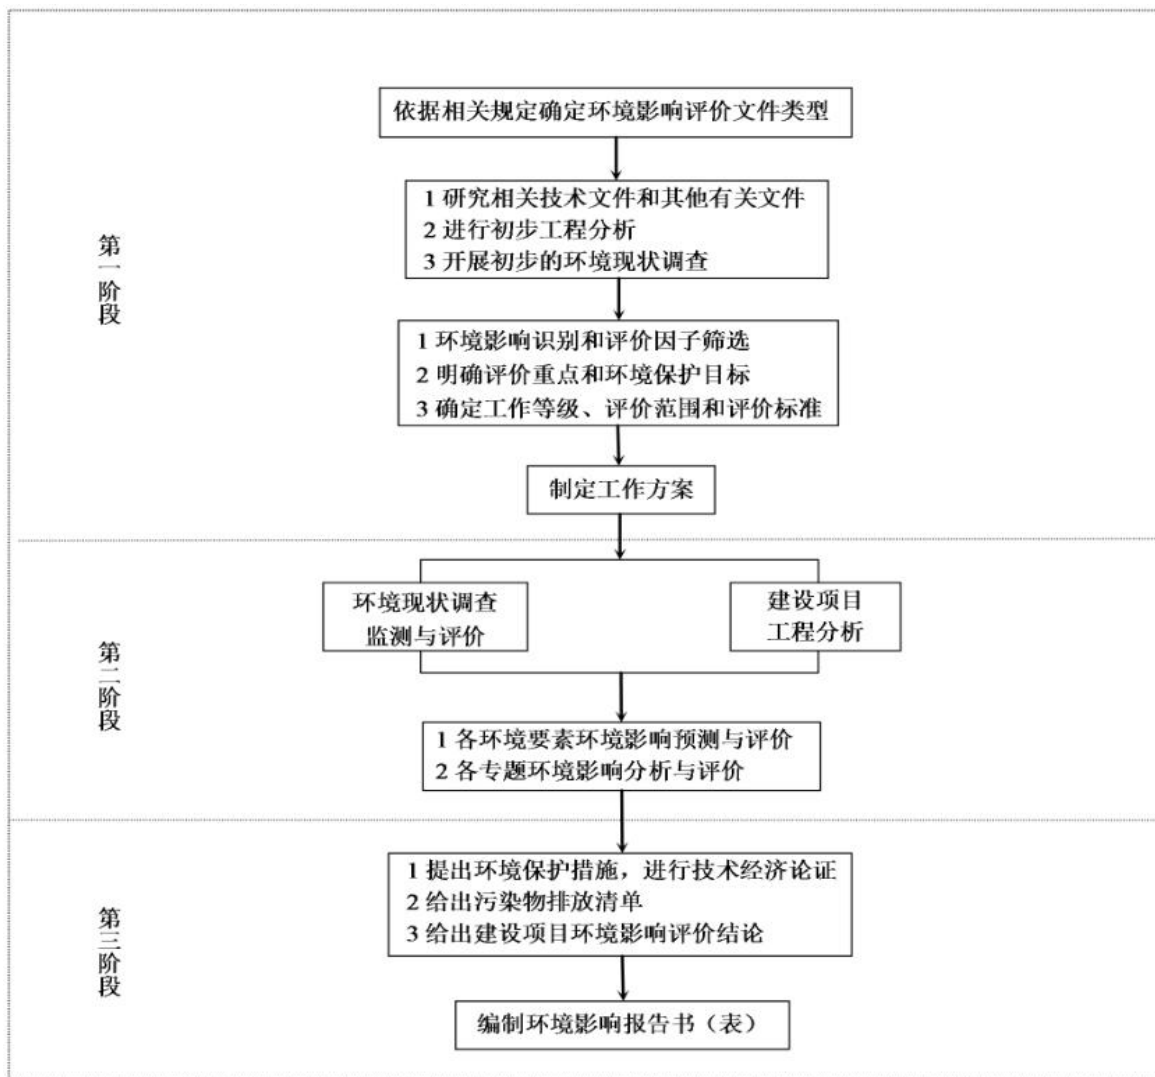 依据相关规定确定环境影响评价文件类型
1 研究相关技术文件和其他有关文件
2 进行初步工程分析
3 开展初步的环境现状调查
第一阶段
1 环境影响识别和评价因子筛选
2 明确评价重点和环境保护目标
3 确定工作等级、评价范围和评价标准
制定工作方案
环境现状调查
监测与评价
建设项目
工程分析
第二阶段
1 各环境要素环境影响预测与评价
2 各专题环境影响分析与评价
1 提出环境保护措施，进行技术经济论证
2 给出污染物排放清单
3 给出建设项目环境影响评价结论
第三阶段
编制环境影响报告书（表）